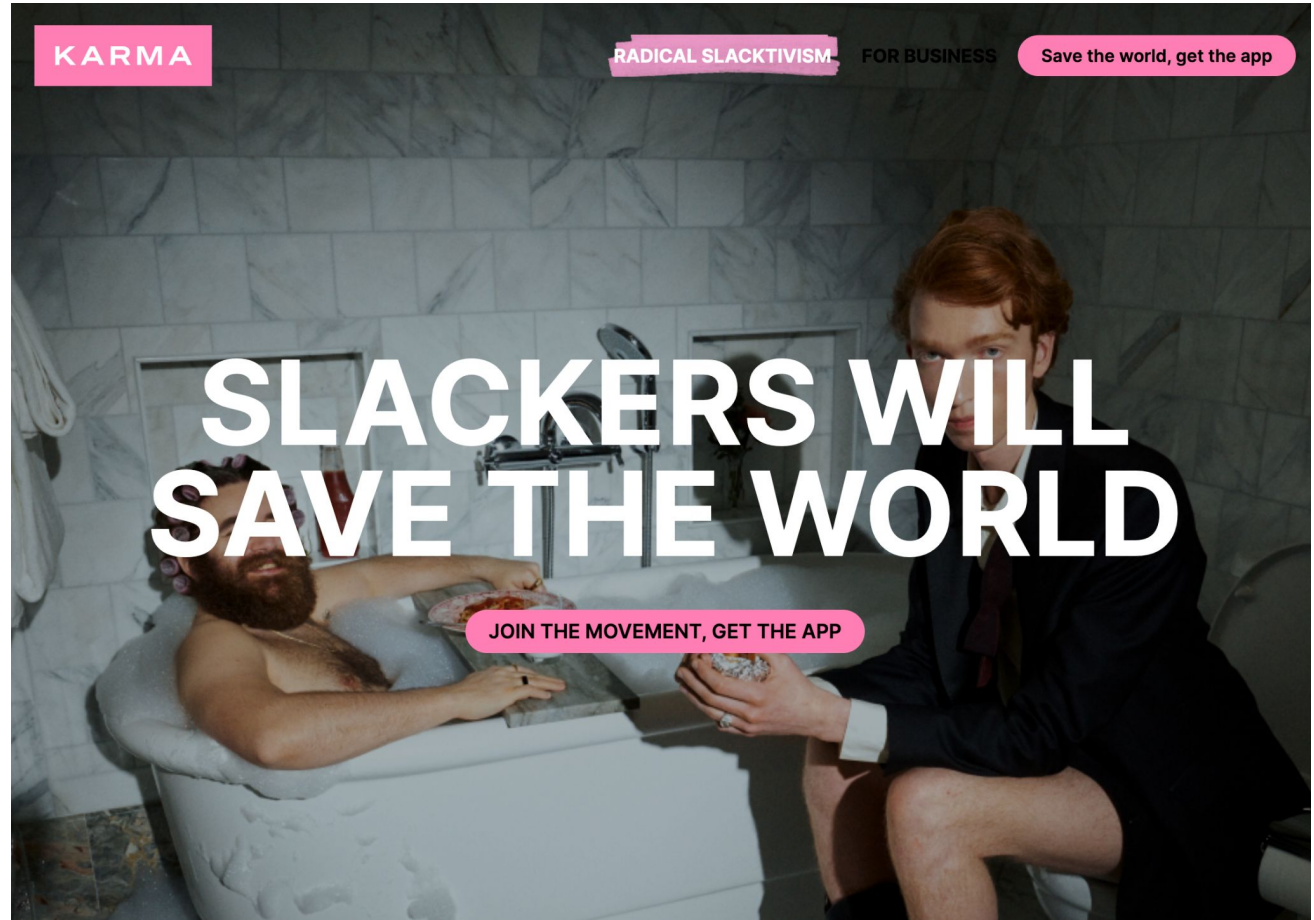 KARMA
RADICAL SLACKTIVISM
FOR BUSINESS
Save the world, get the app
SLACKERS WILL
SAVE THE WORLD
JOIN THE MOVEMENT, GET THE APP